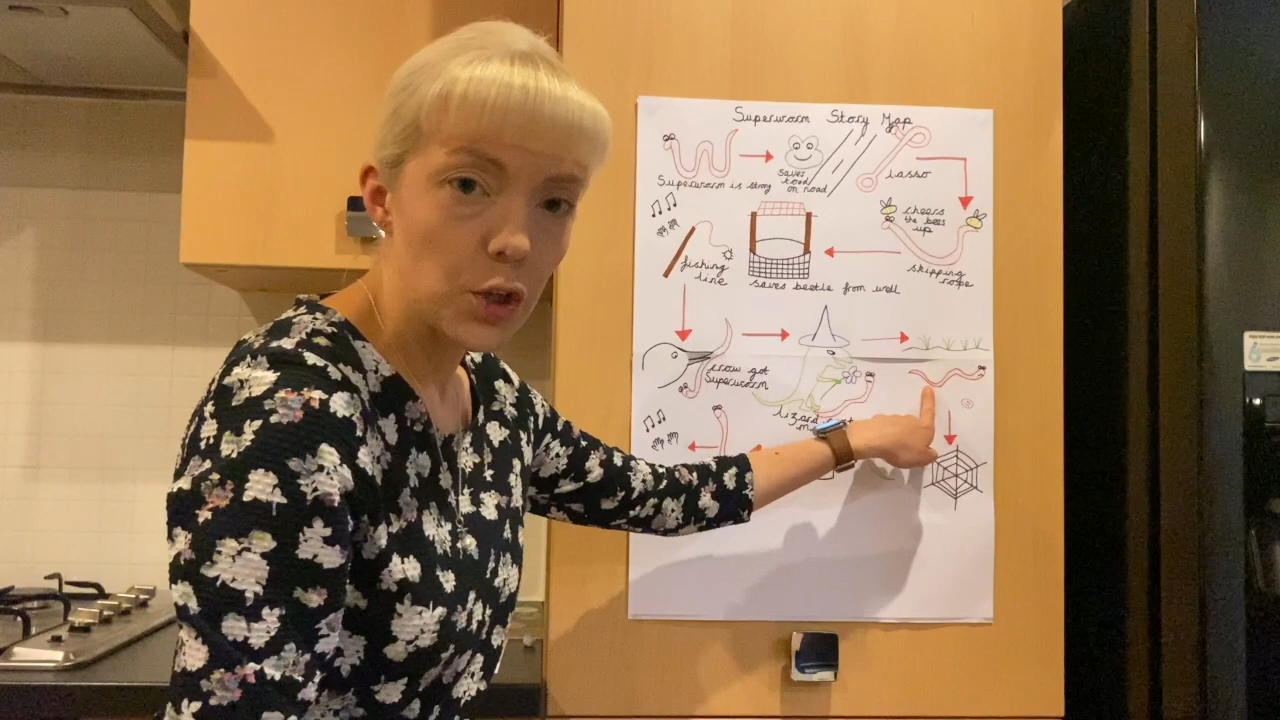 Superworm Story Map
Superworm is strong
saves
toad
on road
lasso
cheers
the bees
up
skipping
rope
saves beetle from well
fishing
line
crow got
Superworm
lizard